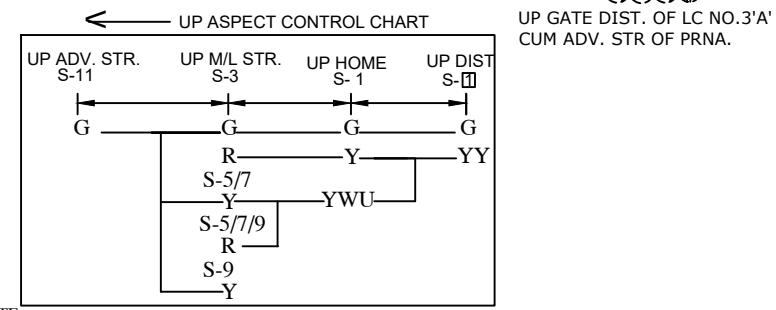 UP ASPECT CONTROL CHART
UP GATE DIST. OF LC NO.3'A'
CUM ADV. STR OF PRNA.
UP ADV. STR. UP M/L STR. UP HOME UP DIST
S-11 S-3 S- 1 S-1
G G G G
R Y YY
S-5/7
Y YWU
S-5/7/9
R
S-9
Y